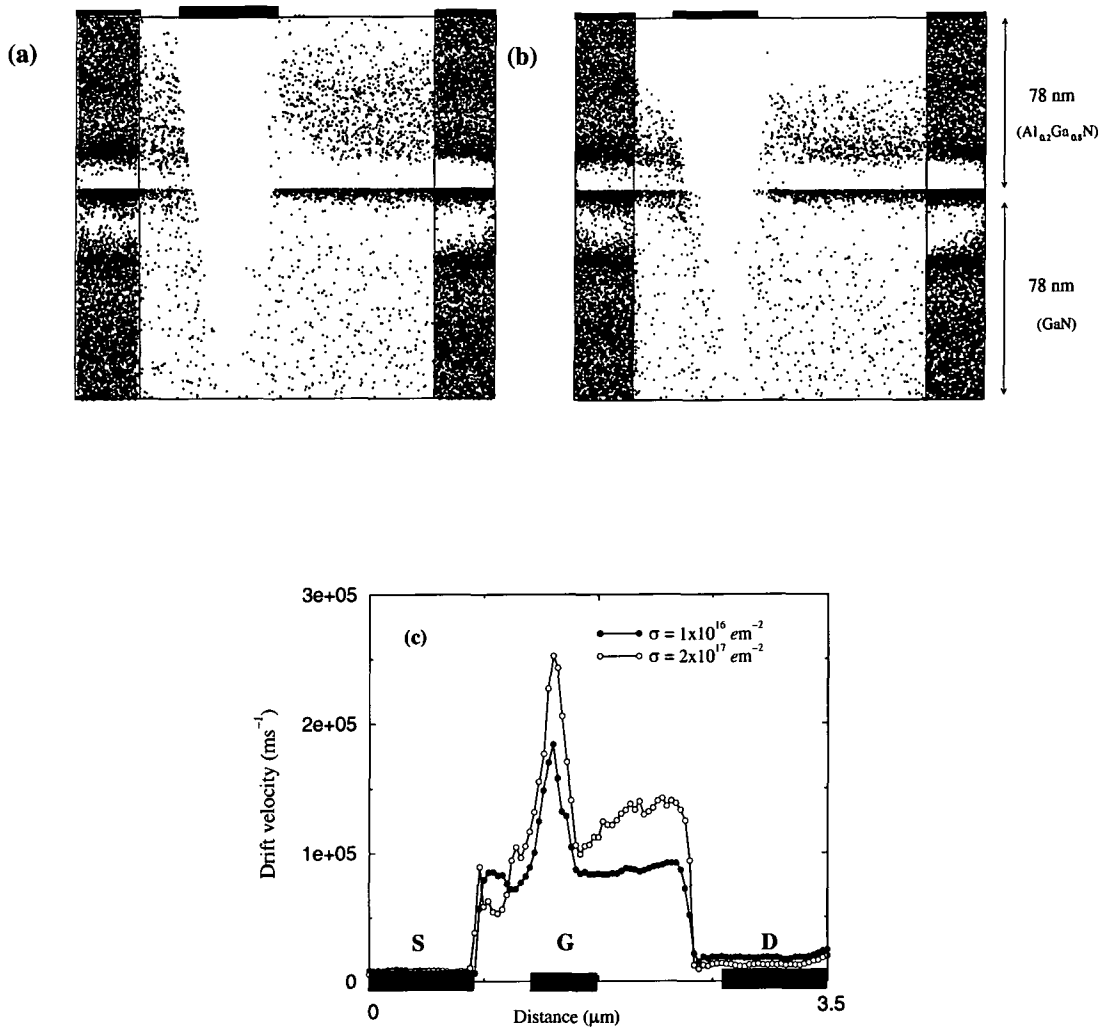 (a)
(b)
78 nm
(Al0.2Ga0.8N)
78 nm
(GaN)
(c)
σ = 1x10^16 em^-2
σ = 2x10^17 em^-2
3e+05
2e+05
1e+05
0
Drift velocity (ms^-1)
S
G
D
0
3.5
Distance (μm)